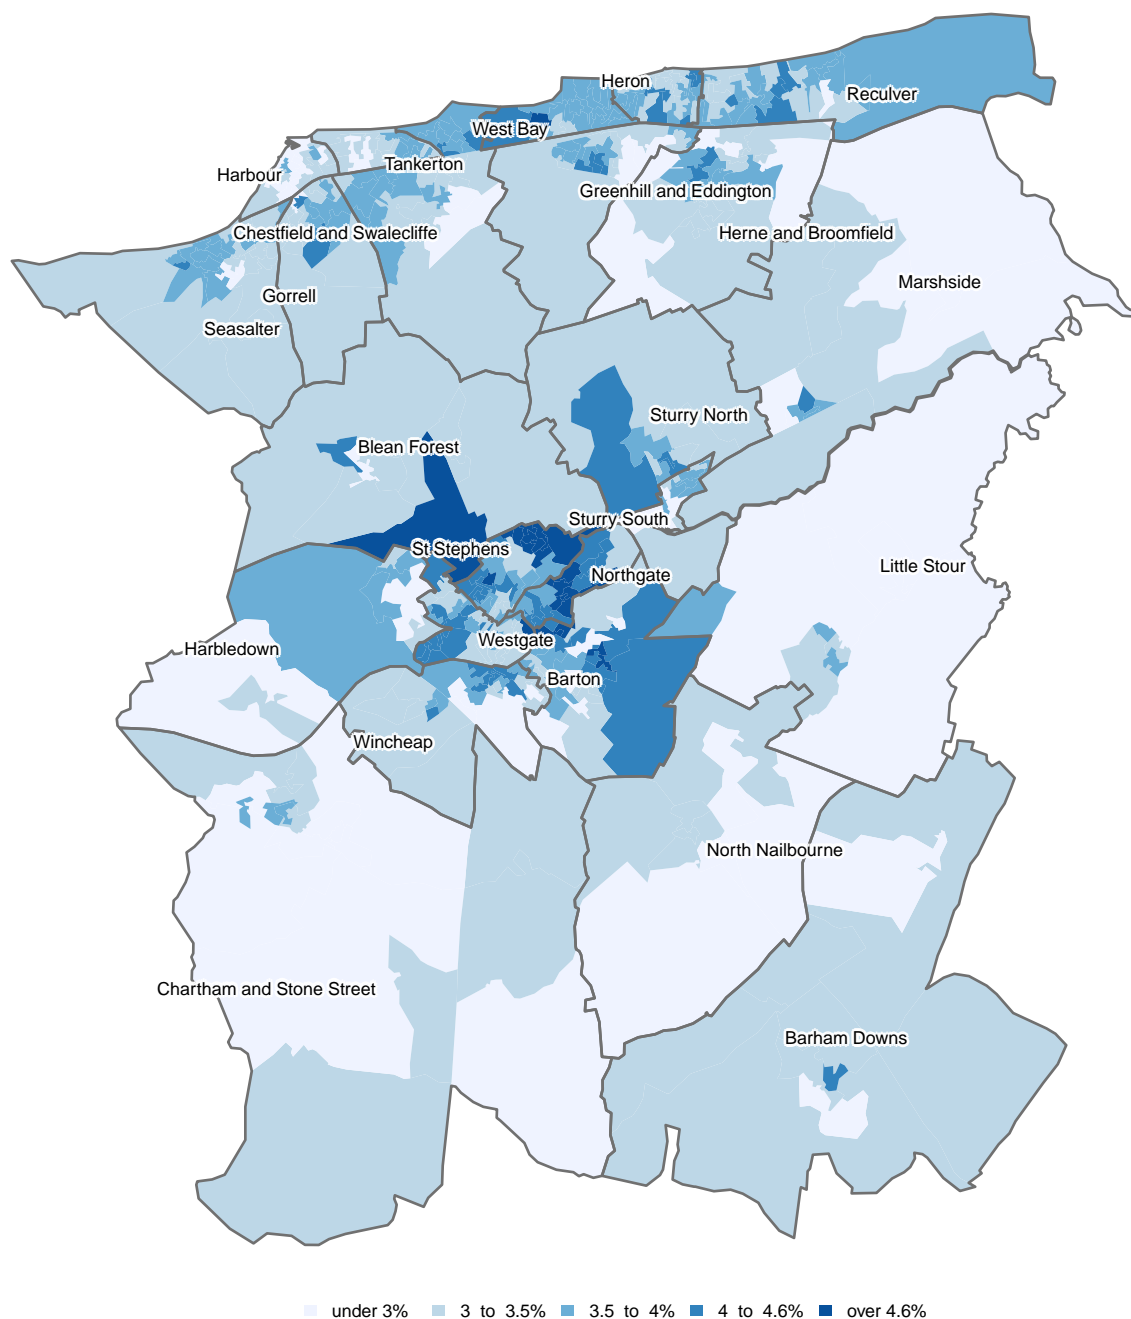 Heron
Reculver
West Bay
Tankerton
Harbour
Greenhill and Eddington
Chestfield and Swalecliffe
Herne and Broomfield
Marshside
Gorrell
Seasalter
Sturry North
Blean Forest
Sturry South
St Stephens
Little Stour
Northgate
Westgate
Harbledown
Barton
Wincheap
North Nailbourne
Chartham and Stone Street
Barham Downs
under 3% 3 to 3.5% 3.5 to 4% 4 to 4.6% over 4.6%